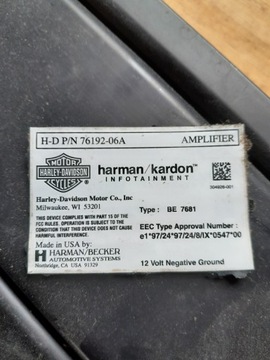 H-D P/N 76192-06A AMPLIFIER
MOTOR
HARLEY-DAVIDSON
CYCLES
harman/kardon™
INFOTAINMENT
304939-001
Harley-Davidson Motor Co., Inc
Milwaukee, WI 53201
Type: BE 7681
THIS DEVICE COMPLIES WITH PART 15 OF THE
FCC RULES. OPERATION IS SUBJECT TO THE
CONDITION THAT THIS DEVICE DOES NOT CAUSE
HARMFUL INTERFERENCE.
EEC Type Approval Number:
e1*97/24*97/24/8/IX*0547*00
Made in USA by:
HARMAN/BECKER
AUTOMOTIVE SYSTEMS
Northridge, CA USA 91329
12 Volt Negative Ground